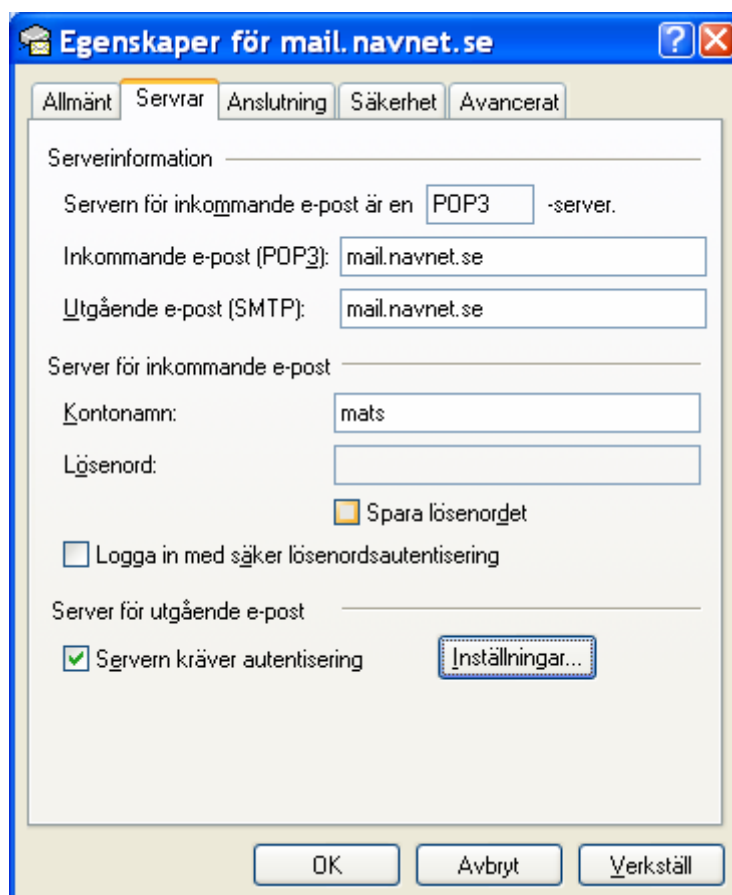 Egenskaper för mail.navnet.se
Allmänt Servrar Anslutning Säkerhet Avancerat
Serverinformation
Servern för inkommande e-post är en POP3 -server.
Inkommande e-post (POP3): mail.navnet.se
Utgående e-post (SMTP): mail.navnet.se
Server för inkommande e-post
Kontonamn: mats
Lösenord:
Spara lösenordet
Logga in med säker lösenordsautentisering
Server för utgående e-post
Servern kräver autentisering Inställningar...
OK Avbryt Verkställ